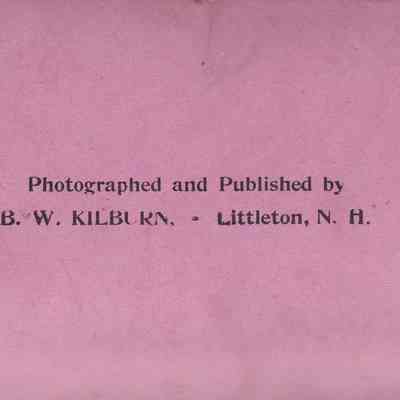 Photographed and Published by
B. W. KILBURN, - Littleton, N. H.